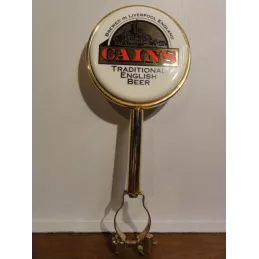 BREWED IN LIVERPOOL, ENGLAND
CAINS
TRADITIONAL
ENGLISH
BEER